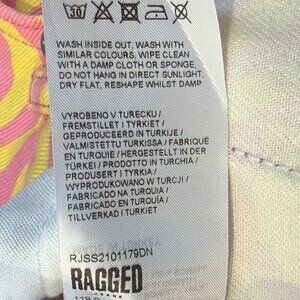 30
WASH INSIDE OUT, WASH WITH
SIMILAR COLOURS, WIPE CLEAN
WITH A DAMP CLOTH OR SPONGE,
DO NOT HANG IN DIRECT SUNLIGHT,
DRY FLAT, RESHAPE WHILST DAMP
VYROBENO V TURECKU /
FREMSTILLET I TYRKIET /
GEPRODUCEERD IN TURKIJE /
VALMISTETTU TURKISSA / FABRIQUÉ
EN TURQUIE / HERGESTELLT IN DER
TÜRKEI / PRODOTTO IN TURCHIA /
PRODUSERT I TYRKIA /
WYPRODUKOWANO W TURCJI /
FABRICADO NA TURQUIA /
FABRICADO EN TURQUÍA /
TILLVERKAD I TURKIET
RJSS2101179DN
RAGGED